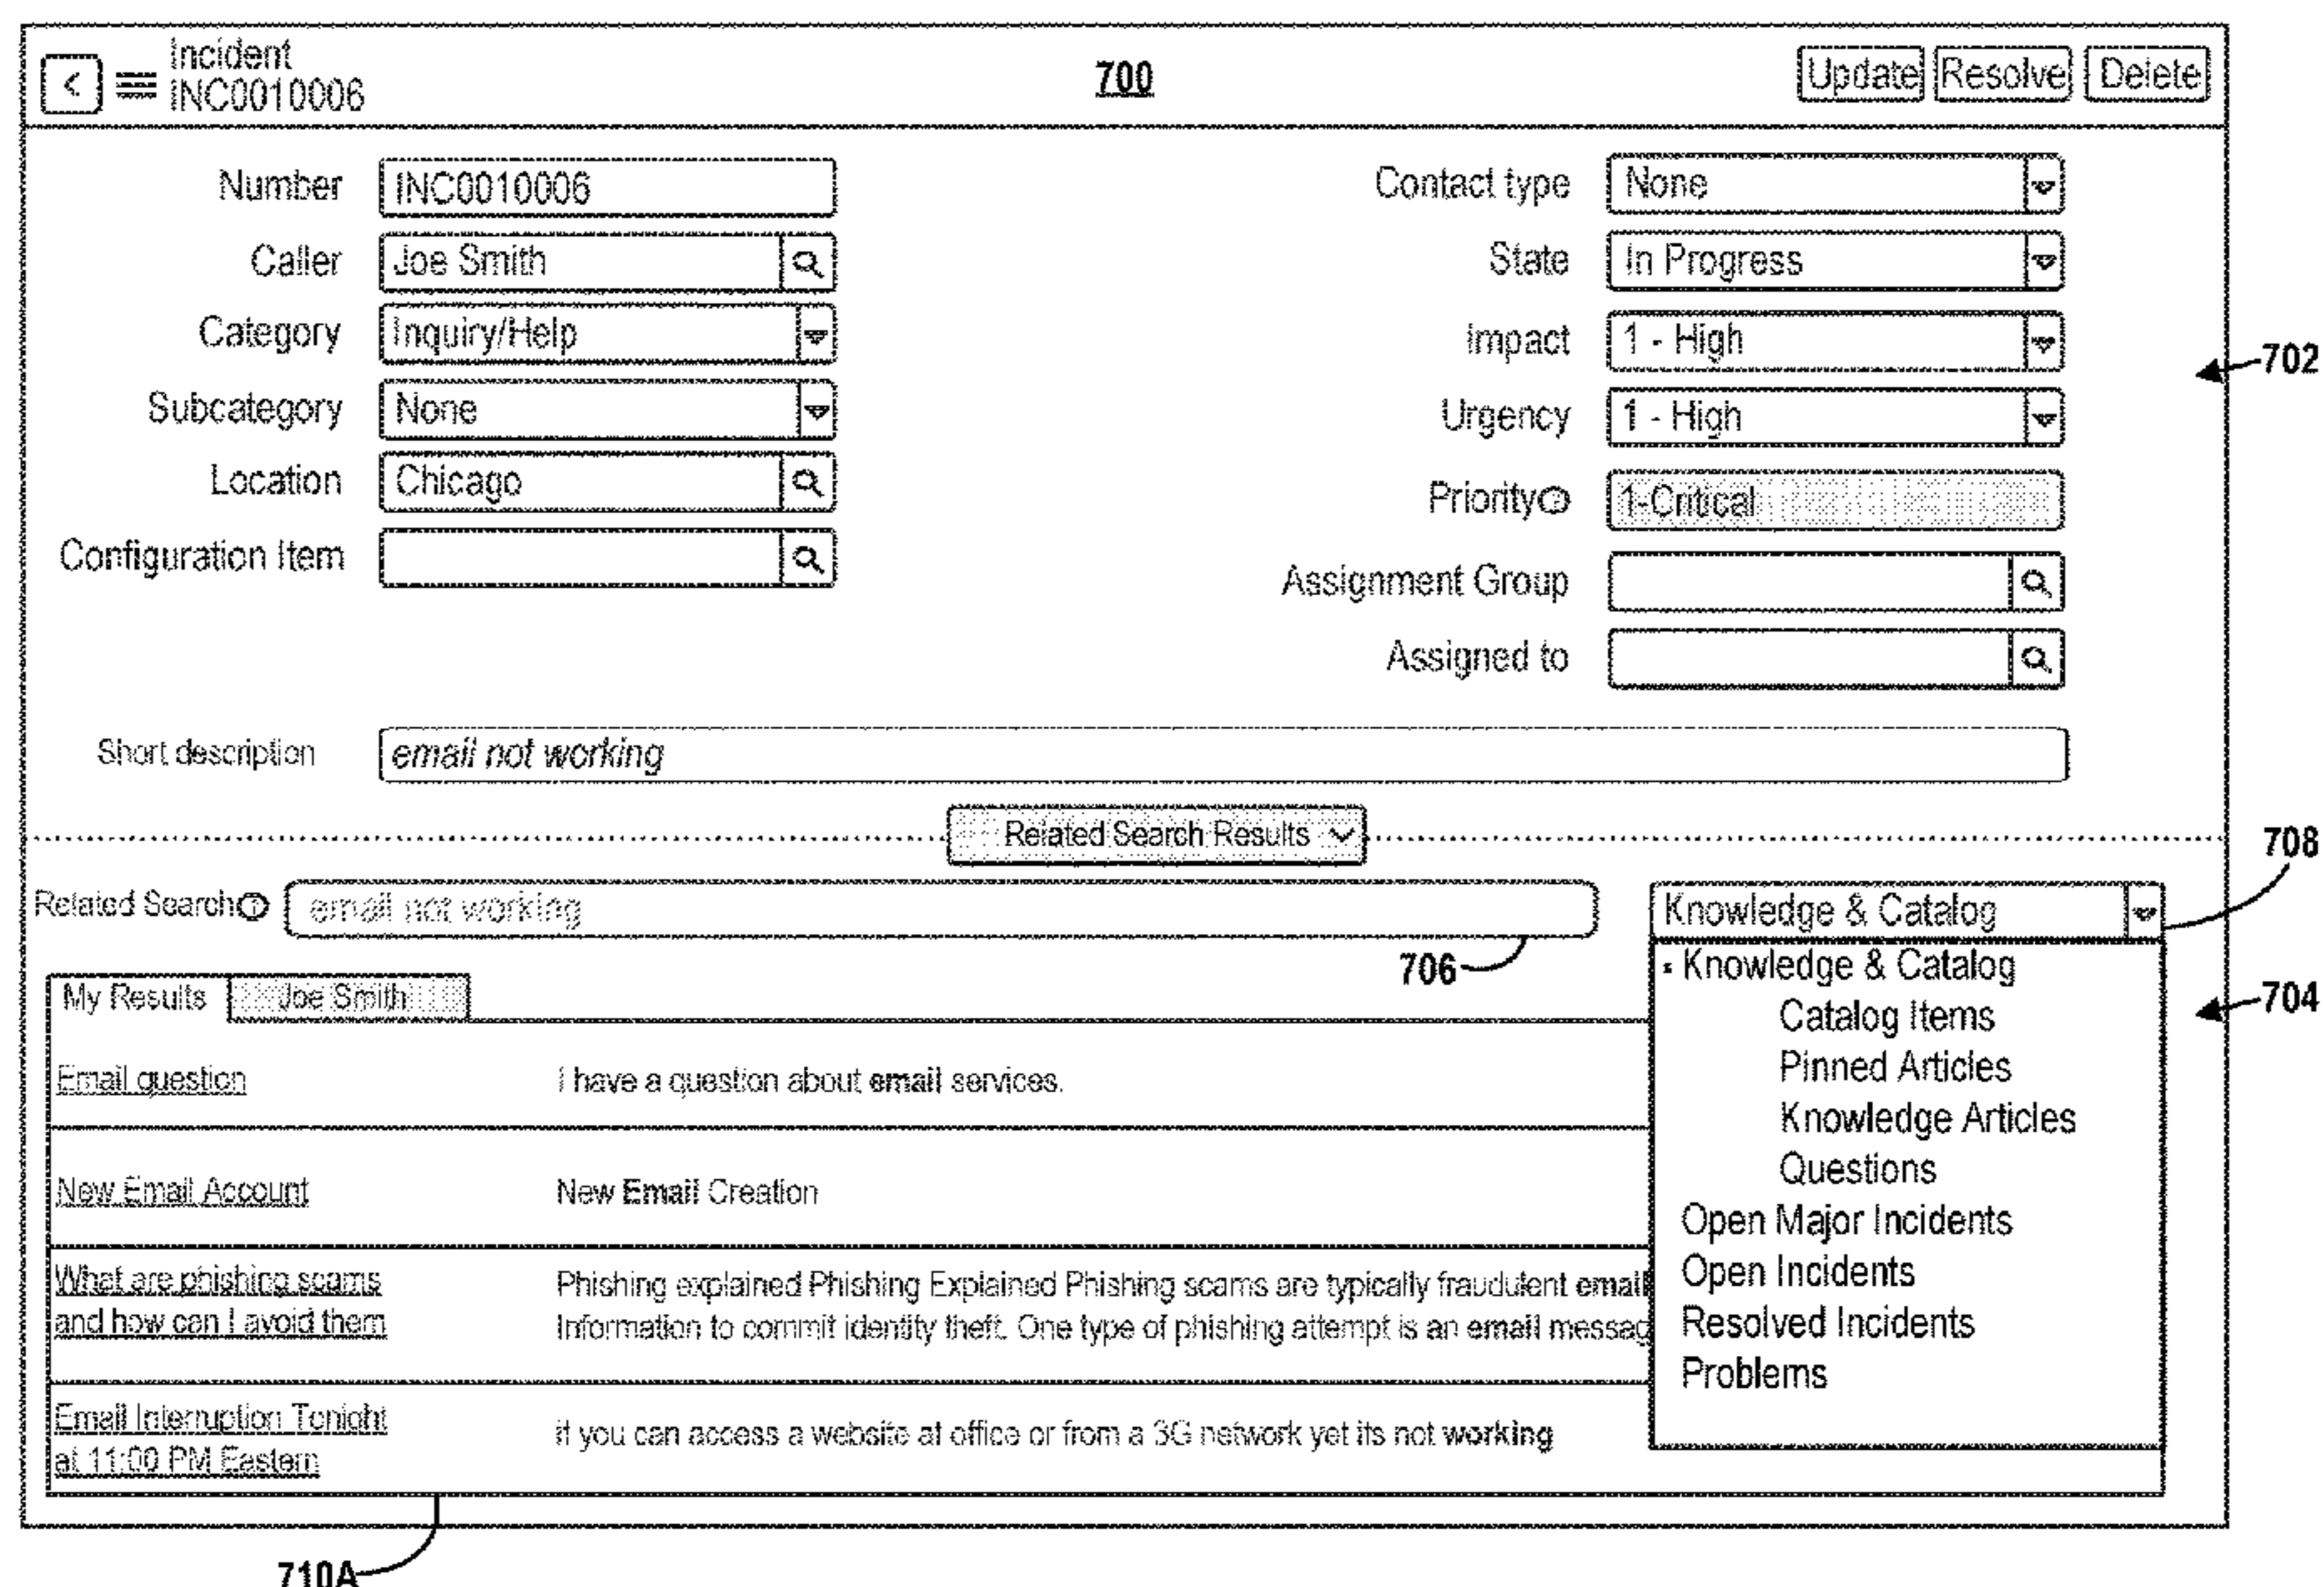 Incident
INC0010006
700
Update Resolve Delete
Number INC0010006
Contact type None
Caller Joe Smith
State In Progress
Category Inquiry/Help
Impact 1 - High
702
Subcategory None
Urgency 1 - High
Location Chicago
Priority 1-Critical
Configuration Item
Assignment Group
Assigned to
Short description email not working
Related Search Results
708
Related Search email not working
706
Knowledge & Catalog
Knowledge & Catalog
Catalog Items
Pinned Articles
Knowledge Articles
Questions
Open Major Incidents
Open Incidents
Resolved Incidents
Problems
704
My Results Joe Smith
Email question I have a question about email services.
New Email Account New Email Creation
What are phishing scams
and how can I avoid them
Phishing explained Phishing Explained Phishing scams are typically fraudulent email
Information to commit identity theft. One type of phishing attempt is an email messag
Email Interruption Tonight
at 11:00 PM Eastern
if you can access a website at office or from a 3G network yet its not working
710A